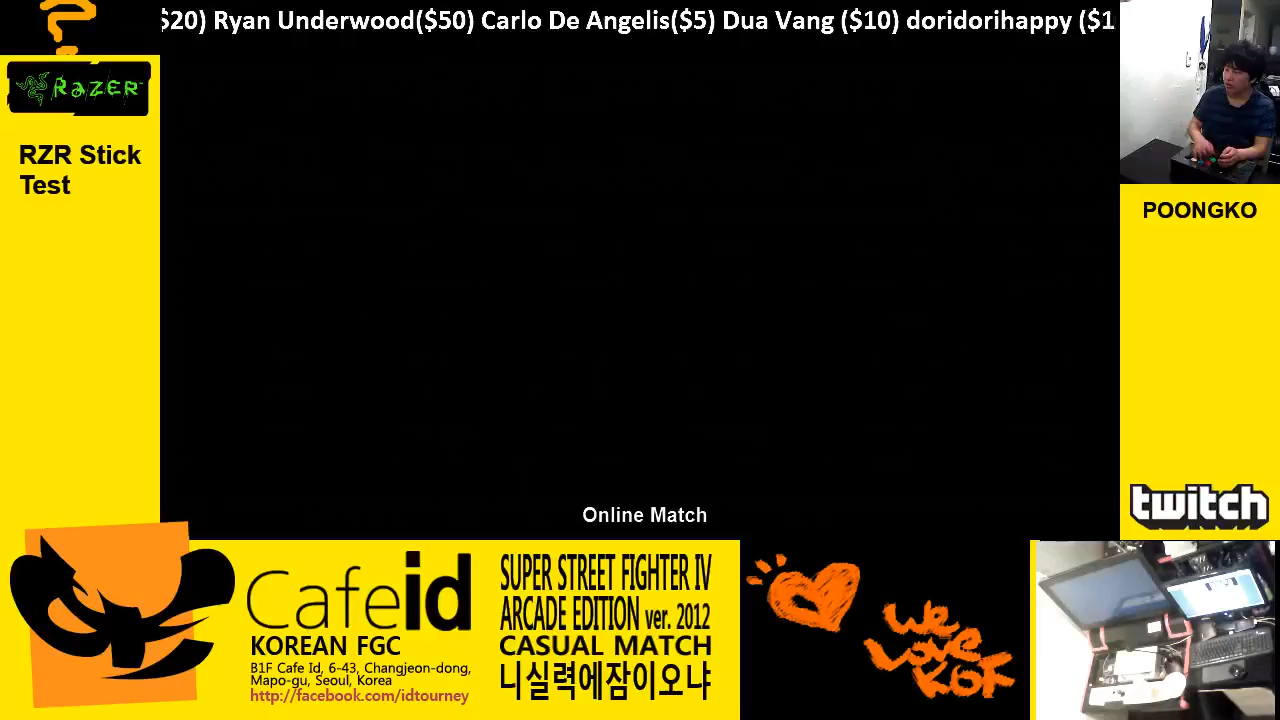 $20) Ryan Underwood($50) Carlo De Angelis($5) Dua Vang ($10) doridorihappy ($1
RAZER
RZR Stick
Test
POONGKO
Online Match
twitch
Cafeid
KOREAN FGC
B1F Cafe Id, 6-43, Changjeon-dong,
Mapo-gu, Seoul, Korea
http://facebook.com/idtourney
SUPER STREET FIGHTER IV
ARCADE EDITION ver. 2012
CASUAL MATCH
니실력에잠이오냐
We
Love
KOF